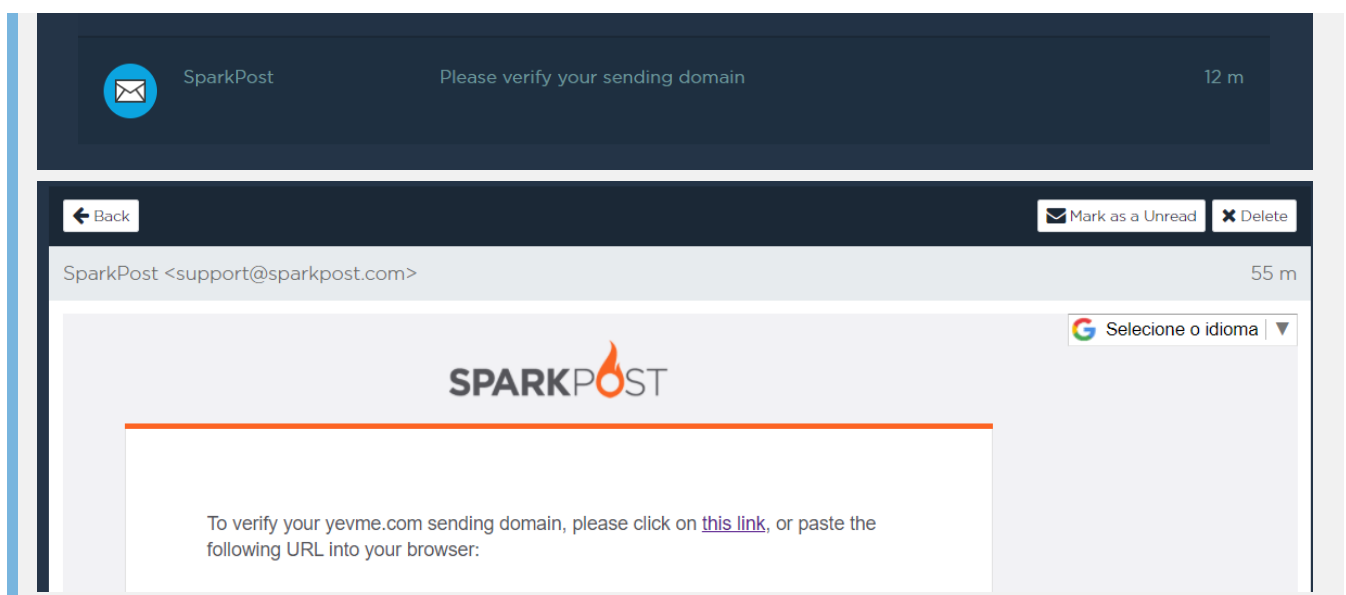 SparkPost Please verify your sending domain 12 m
Back Mark as a Unread Delete
SparkPost <support@sparkpost.com> 55 m
Selecione o idioma ▼
SPARKPOST
To verify your yevme.com sending domain, please click on this link, or paste the
following URL into your browser: